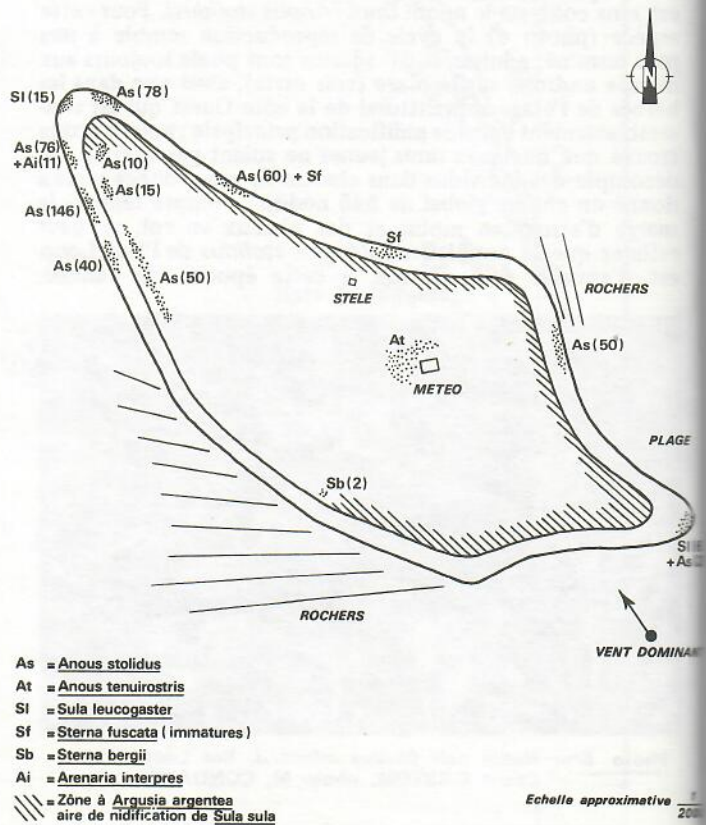 N
Sl (15)
As (78)
As (76)
+ Ai (11)
As (10)
As (15)
As (60) + Sf
As (146)
Sf
As (40)
As (50)
STELE
ROCHERS
At
As (50)
METEO
PLAGE
Sb (2)
Sl
+ As
ROCHERS
VENT DOMINAN
As = Anous stolidus
At = Anous tenuirostris
Sl = Sula leucogaster
Sf = Sterna fuscata ( immatures )
Sb = Sterna bergii
Ai = Arenaria interpres
= Zône à Argusia argentea
aire de nidification de Sula sula
Echelle approximative